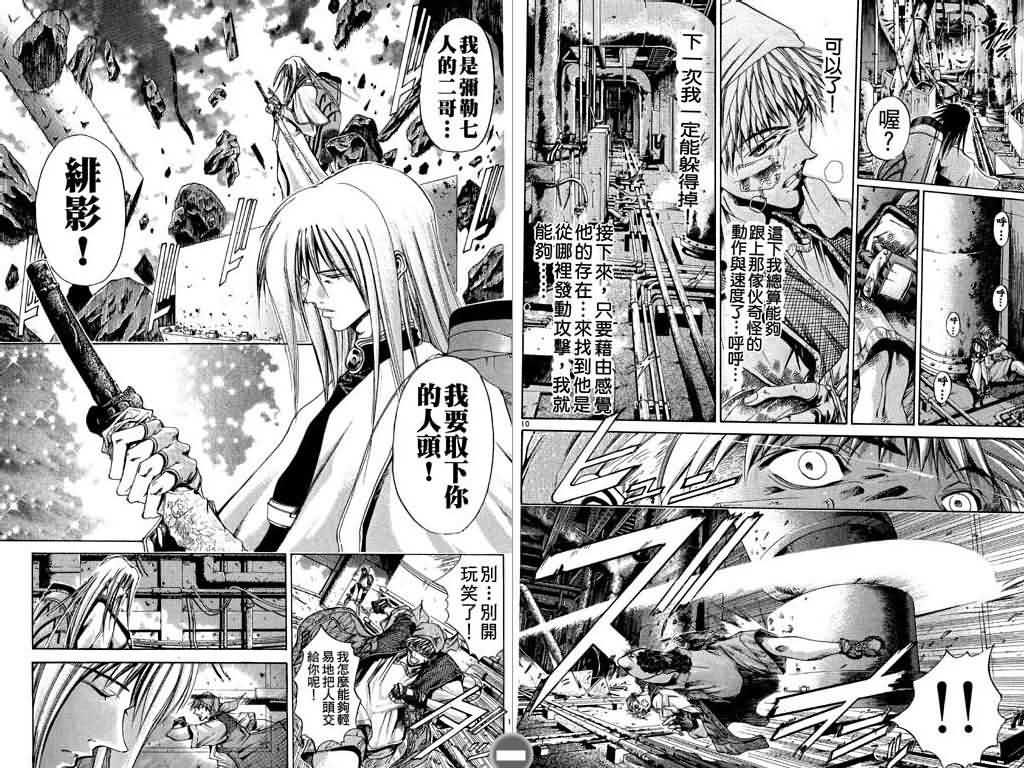 喔？
呼…
呼…
呼…
呼…
可以了！
這下我總算能夠
跟上那傢伙奇怪的
動作與速度了…呼呼…
下一次我一定能躲得掉！！
接下來，只要藉由感覺
他的存在…來找到他是
從哪裡發動攻擊，我就
能夠……
10
！！
我是彌勒七
人的二哥…
緋影！
我要取下你
的人頭！
別…別開
玩笑了！
我怎麼能夠輕
易地把人頭交
給你呢！